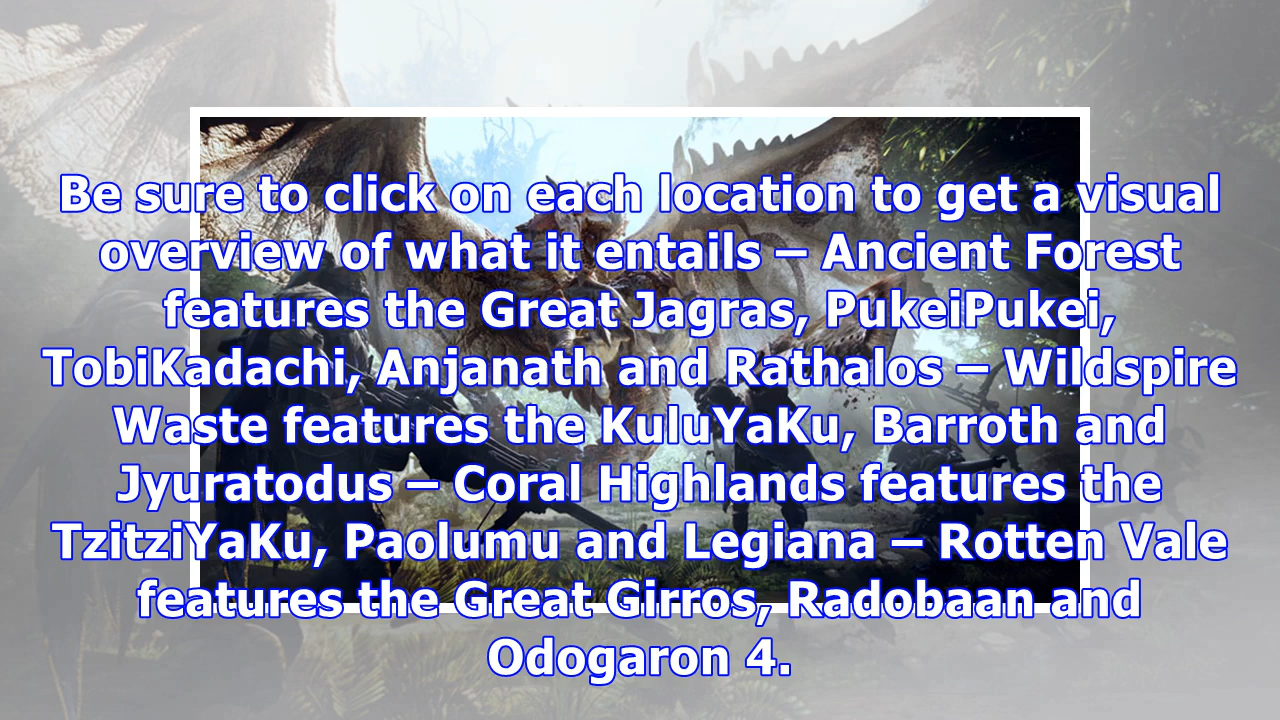 Be sure to click on each location to get a visual
overview of what it entails – Ancient Forest
features the Great Jagras, PukeiPukei,
TobiKadachi, Anjanath and Rathalos – Wildspire
Waste features the KuluYaKu, Barroth and
Jyuratodus – Coral Highlands features the
TzitziYaKu, Paolumu and Legiana – Rotten Vale
features the Great Girros, Radobaan and
Odogaron 4.